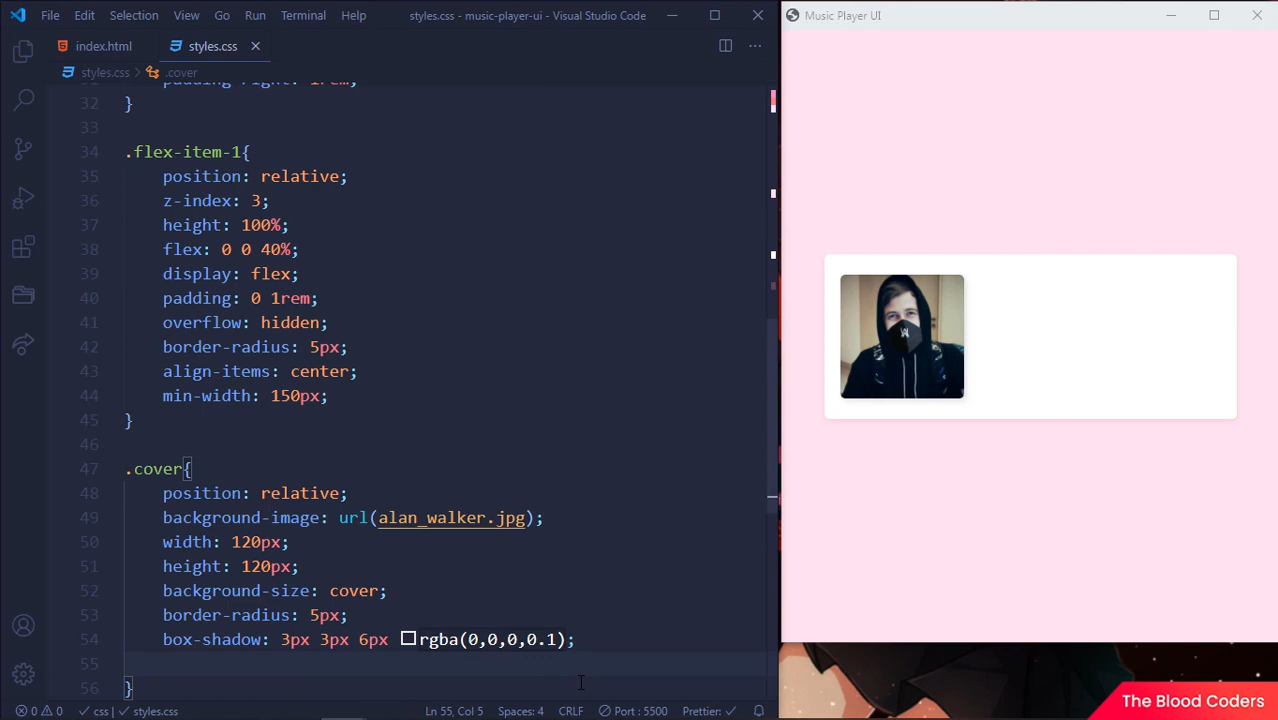 File Edit Selection View Go Run Terminal Help styles.css - music-player-ui - Visual Studio Code
Music Player UI
index.html styles.css
styles.css > .cover
padding-right: 1rem;
32 }
33
34 .flex-item-1{
35 position: relative;
36 z-index: 3;
37 height: 100%;
38 flex: 0 0 40%;
39 display: flex;
40 padding: 0 1rem;
41 overflow: hidden;
42 border-radius: 5px;
43 align-items: center;
44 min-width: 150px;
45 }
46
47 .cover{
48 position: relative;
49 background-image: url(alan_walker.jpg);
50 width: 120px;
51 height: 120px;
52 background-size: cover;
53 border-radius: 5px;
54 box-shadow: 3px 3px 6px rgba(0,0,0,0.1);
55
56 }
The Blood Coders
0 0 css | styles.css Ln 55, Col 5 Spaces: 4 CRLF Port : 5500 Prettier: